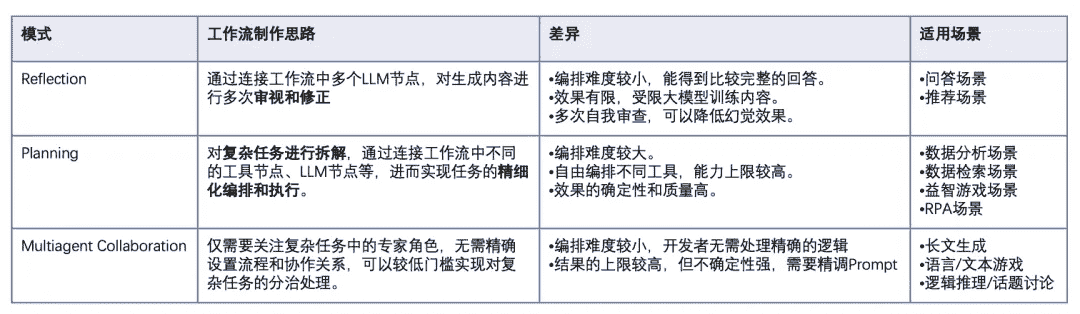 模式 工作流制作思路 差异 适用场景
Reflection 通过连接工作流中多个LLM节点，对生成内容进
行多次审视和修正
•编排难度较小，能得到比较完整的回答。
•效果有限，受限大模型训练内容。
•多次自我审查，可以降低幻觉效果。
•问答场景
•推荐场景
Planning 对复杂任务进行拆解，通过连接工作流中不同
的工具节点、LLM节点等，进而实现任务的精细
化编排和执行。
•编排难度较大。
•自由编排不同工具，能力上限较高。
•效果的确定性和质量高。
•数据分析场景
•数据检索场景
•益智游戏场景
•RPA场景
Multiagent Collaboration 仅需要关注复杂任务中的专家角色，无需精确
设置流程和协作关系，可以较低门槛实现对复
杂任务的分治处理。
•编排难度较小，开发者无需处理精确的逻辑
•结果的上限较高，但不确定性强，需要精调Prompt
•长文生成
•语言/文本游戏
•逻辑推理/话题讨论